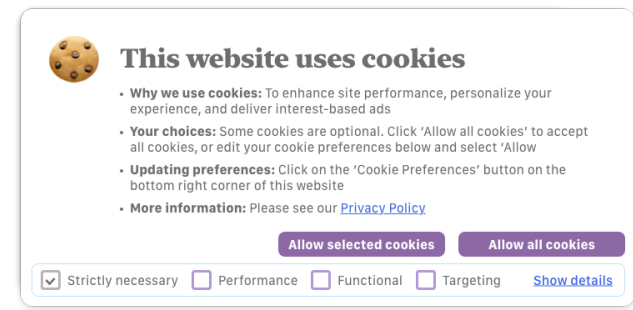 This website uses cookies
• Why we use cookies: To enhance site performance, personalize your
experience, and deliver interest-based ads
• Your choices: Some cookies are optional. Click ‘Allow all cookies’ to accept
all cookies, or edit your cookie preferences below and select ‘Allow
• Updating preferences: Click on the ‘Cookie Preferences’ button on the
bottom right corner of this website
• More information: Please see our Privacy Policy
Allow selected cookies Allow all cookies
Strictly necessary Performance Functional Targeting Show details